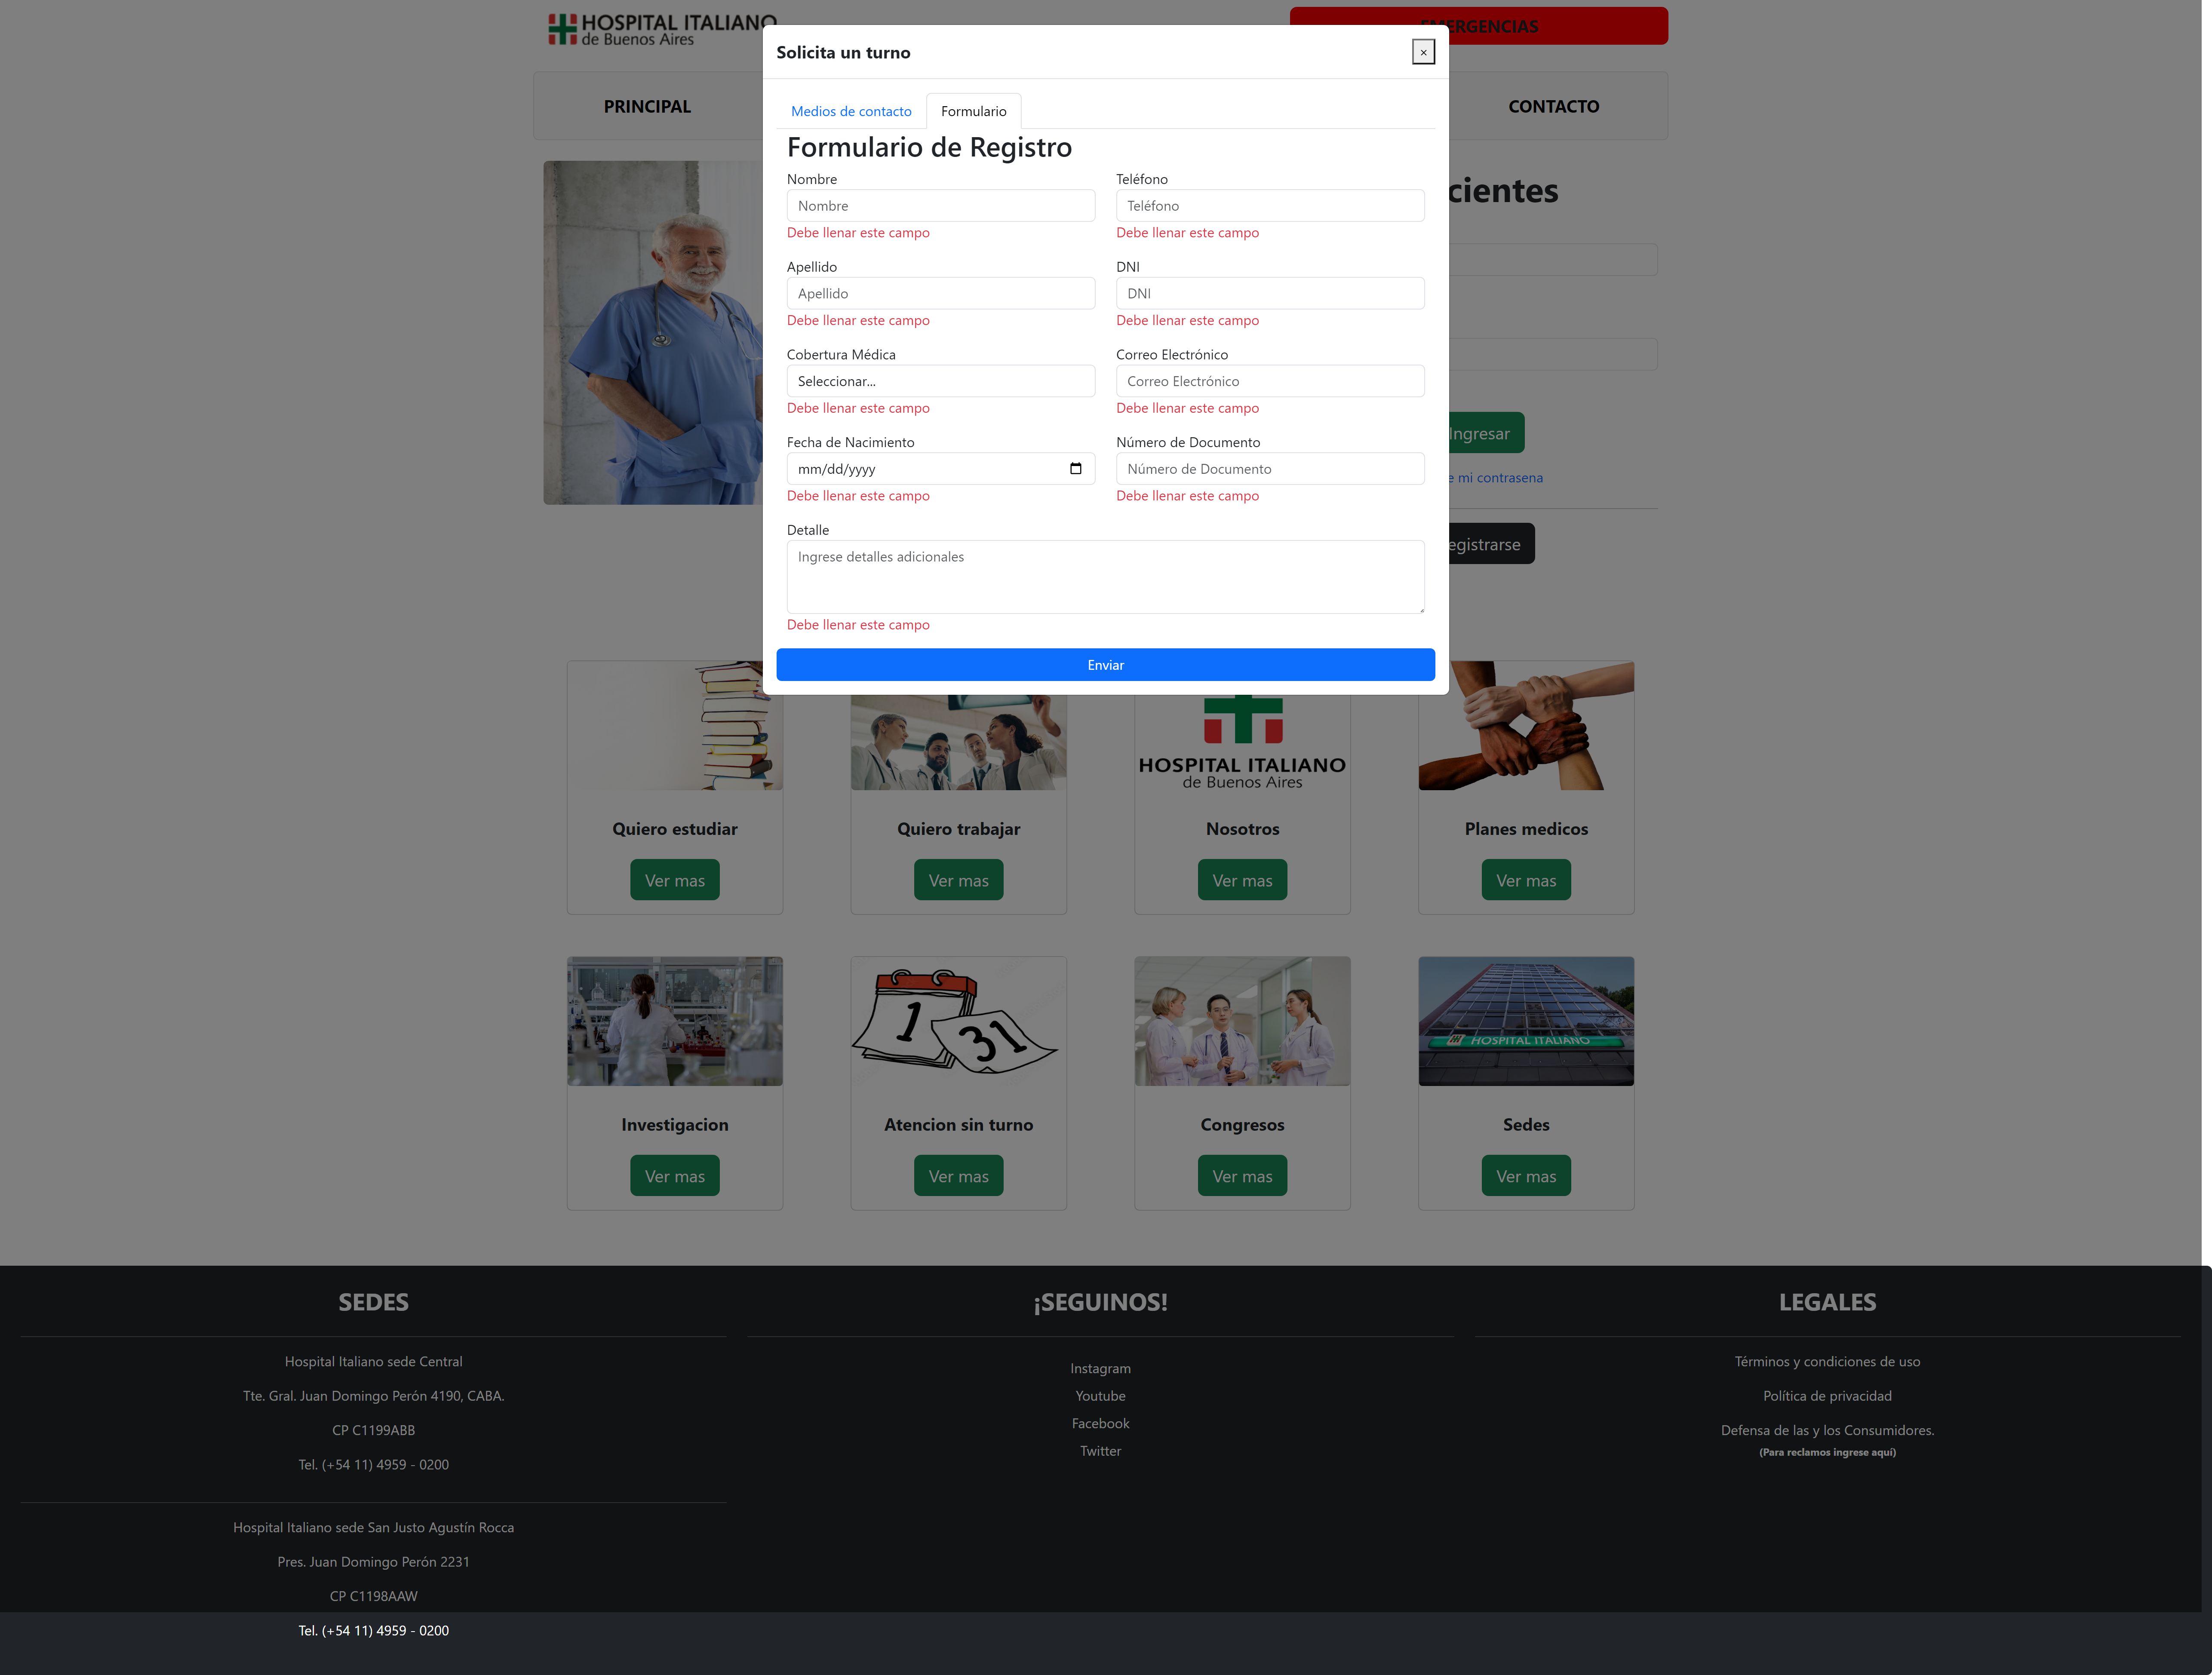 HOSPITAL ITALIANO
de Buenos Aires
EMERGENCIAS
Solicita un turno
×
PRINCIPAL
CONTACTO
Medios de contacto
Formulario
Formulario de Registro
Nombre
Teléfono
Nombre
Teléfono
Debe llenar este campo
Debe llenar este campo
Apellido
DNI
Apellido
DNI
Debe llenar este campo
Debe llenar este campo
Cobertura Médica
Correo Electrónico
Seleccionar...
Correo Electrónico
Debe llenar este campo
Debe llenar este campo
Fecha de Nacimiento
Número de Documento
mm/dd/yyyy
Número de Documento
Debe llenar este campo
Debe llenar este campo
Detalle
Ingrese detalles adicionales
Debe llenar este campo
Enviar
cientes
Ingresar
e mi contrasena
egistrarse
HOSPITAL ITALIANO
de Buenos Aires
Quiero estudiar
Quiero trabajar
Nosotros
Planes medicos
Ver mas
Ver mas
Ver mas
Ver mas
1
31
HOSPITAL ITALIANO
Investigacion
Atencion sin turno
Congresos
Sedes
Ver mas
Ver mas
Ver mas
Ver mas
SEDES
Hospital Italiano sede Central
Tte. Gral. Juan Domingo Perón 4190, CABA.
CP C1199ABB
Tel. (+54 11) 4959 - 0200
Hospital Italiano sede San Justo Agustín Rocca
Pres. Juan Domingo Perón 2231
CP C1198AAW
Tel. (+54 11) 4959 - 0200
¡SEGUINOS!
Instagram
Youtube
Facebook
Twitter
LEGALES
Términos y condiciones de uso
Política de privacidad
Defensa de las y los Consumidores.
(Para reclamos ingrese aquí)